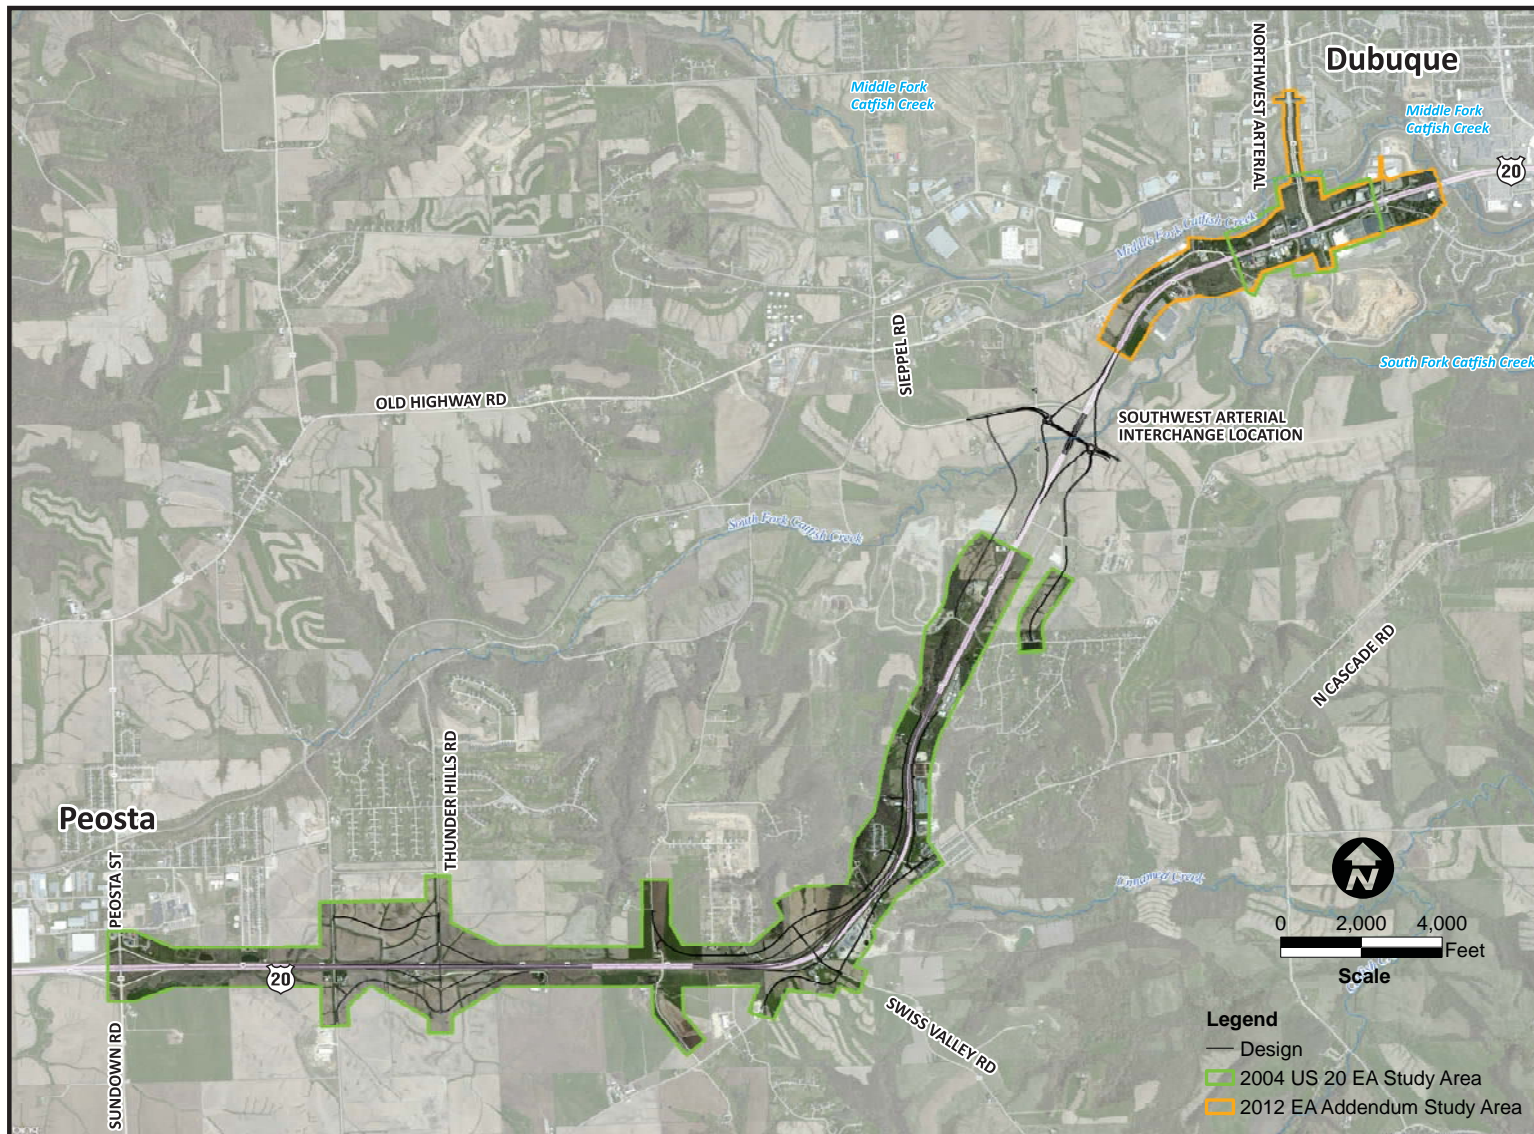 Dubuque
NORTHWEST ARTERIAL
Middle Fork
Catfish Creek
Middle Fork
Catfish Creek
20
Middle Fork Catfish Creek
South Fork Catfish Creek
SIEPPEL RD
OLD HIGHWAY RD
SOUTHWEST ARTERIAL
INTERCHANGE LOCATION
South Fork Catfish Creek
N CASCADE RD
THUNDER HILLS RD
Peosta
PEOSTA ST
N
0 2,000 4,000
Feet
Scale
20
SWISS VALLEY RD
SUNDOWN RD
Legend
Design
2004 US 20 EA Study Area
2012 EA Addendum Study Area